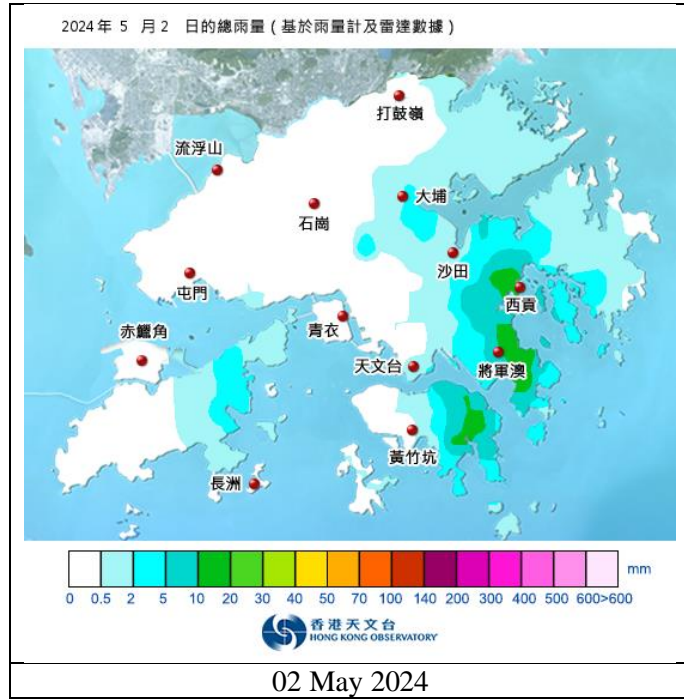 2024 年 5 月 2 日的總雨量 ( 基於雨量計及雷達數據 )
打鼓嶺
流浮山
大埔
石崗
沙田
屯門
西貢
青衣
赤鱲角
天文台
將軍澳
黃竹坑
長洲
mm
0 0.5 2 5 10 20 30 40 50 70 100 140 200 300 400 500 600>600
香港天文台
HONG KONG OBSERVATORY
02 May 2024